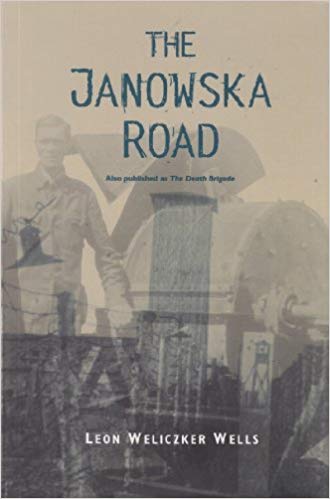 THE
JANOWSKA
ROAD
Also published as The Death Brigade
LEON WELICZKER WELLS